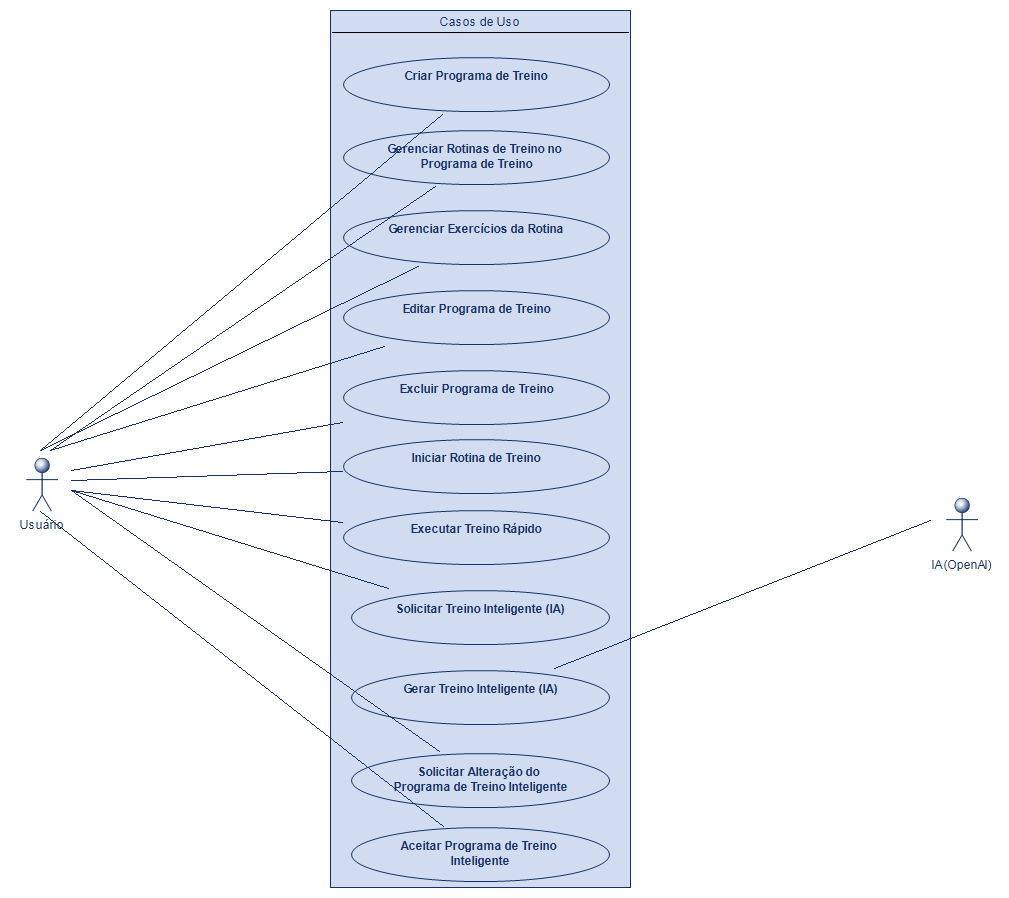 Casos de Uso
Criar Programa de Treino
Gerenciar Rotinas de Treino no
Programa de Treino
Gerenciar Exercícios da Rotina
Editar Programa de Treino
Excluir Programa de Treino
Iniciar Rotina de Treino
Executar Treino Rápido
Solicitar Treino Inteligente (IA)
Gerar Treino Inteligente (IA)
Solicitar Alteração do
Programa de Treino Inteligente
Aceitar Programa de Treino
Inteligente
Usuário
IA(OpenAI)